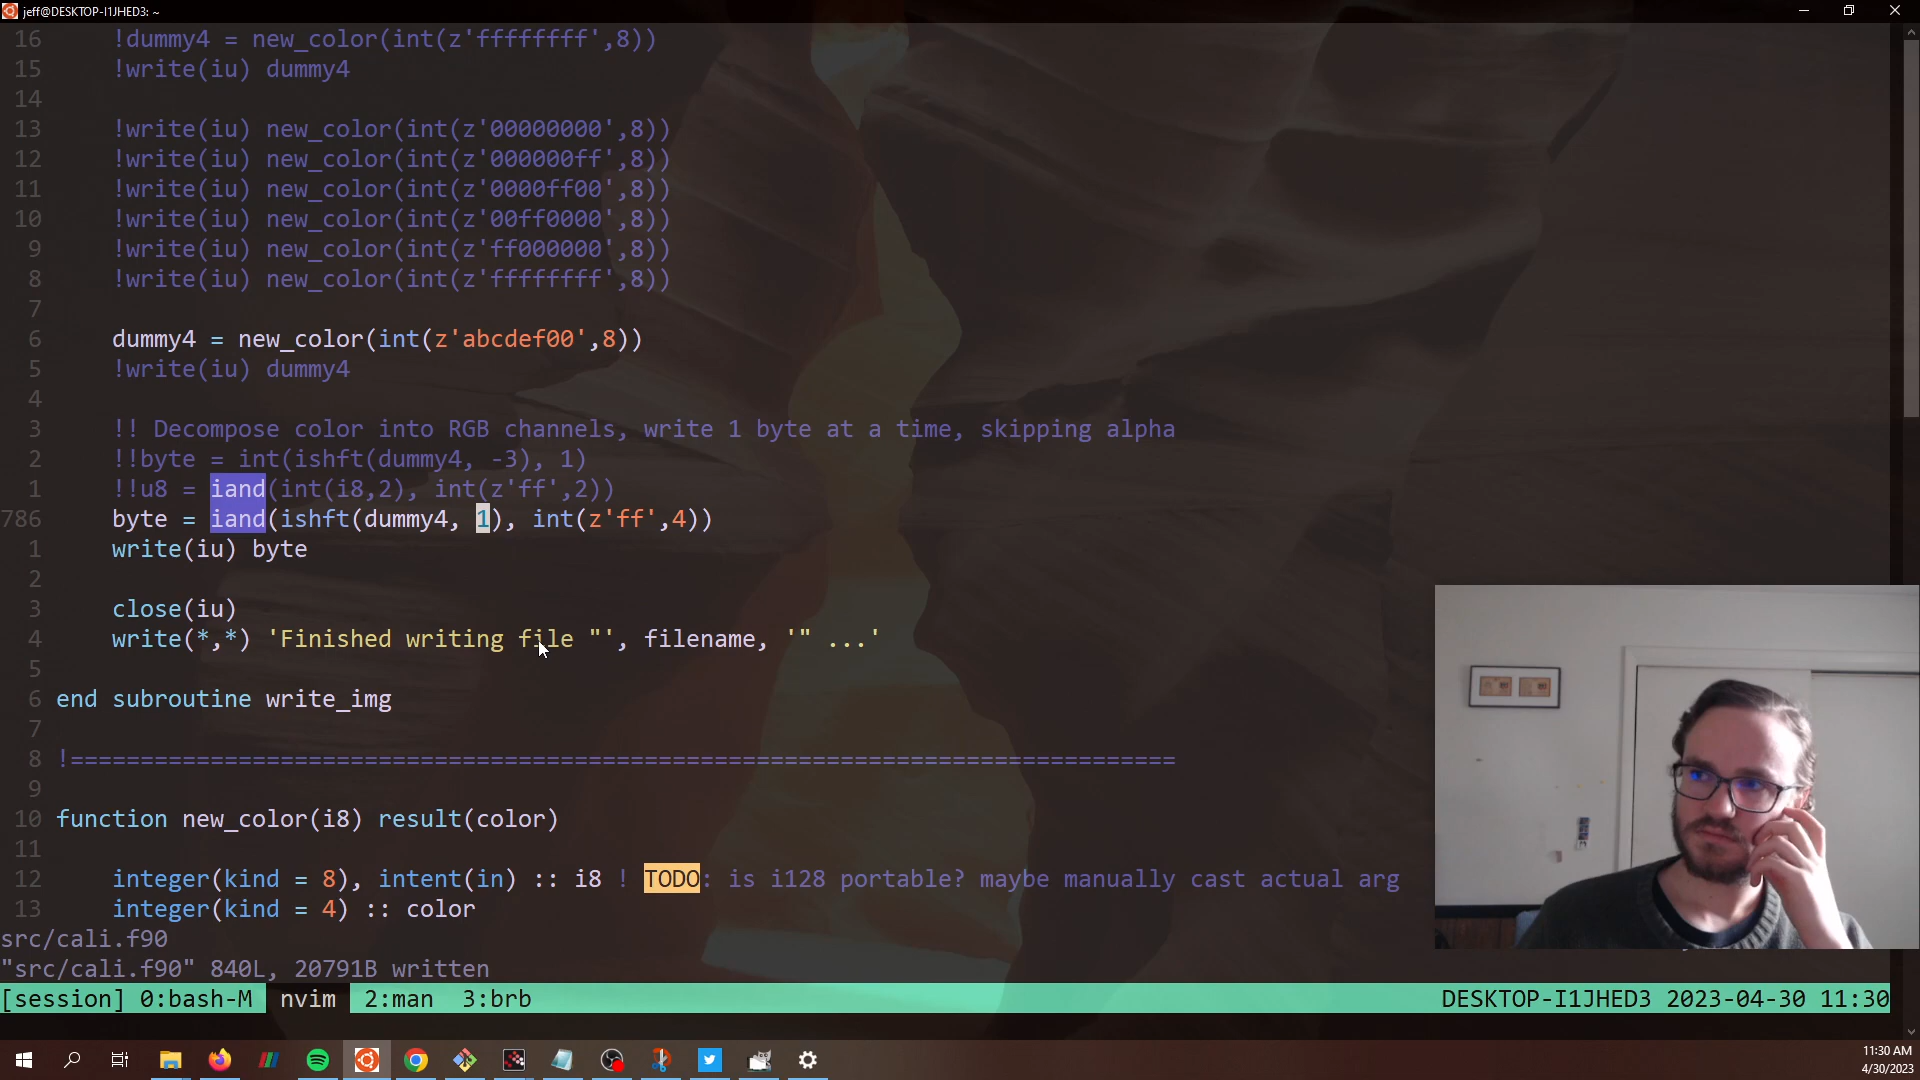 jeff@DESKTOP-I1JHED3: ~
16 !dummy4 = new_color(int(z'ffffffff',8))
15 !write(iu) dummy4
14
13 !write(iu) new_color(int(z'00000000',8))
12 !write(iu) new_color(int(z'000000ff',8))
11 !write(iu) new_color(int(z'0000ff00',8))
10 !write(iu) new_color(int(z'00ff0000',8))
9 !write(iu) new_color(int(z'ff000000',8))
8 !write(iu) new_color(int(z'ffffffff',8))
7
6 dummy4 = new_color(int(z'abcdef00',8))
5 !write(iu) dummy4
4
3 !! Decompose color into RGB channels, write 1 byte at a time, skipping alpha
2 !!byte = int(ishft(dummy4, -3), 1)
1 !!u8 = iand(int(i8,2), int(z'ff',2))
786 byte = iand(ishft(dummy4, 1), int(z'ff',4))
1 write(iu) byte
2
3 close(iu)
4 write(*,*) 'Finished writing file "', filename, '" ...'
5
6 end subroutine write_img
7
8 !===============================================================================
9
10 function new_color(i8) result(color)
11
12 integer(kind = 8), intent(in) :: i8 ! TODO: is i128 portable? maybe manually cast actual arg
13 integer(kind = 4) :: color
src/cali.f90
"src/cali.f90" 840L, 20791B written
[session] 0:bash-M nvim 2:man 3:brb DESKTOP-I1JHED3 2023-04-30 11:30
11:30 AM
4/30/2023